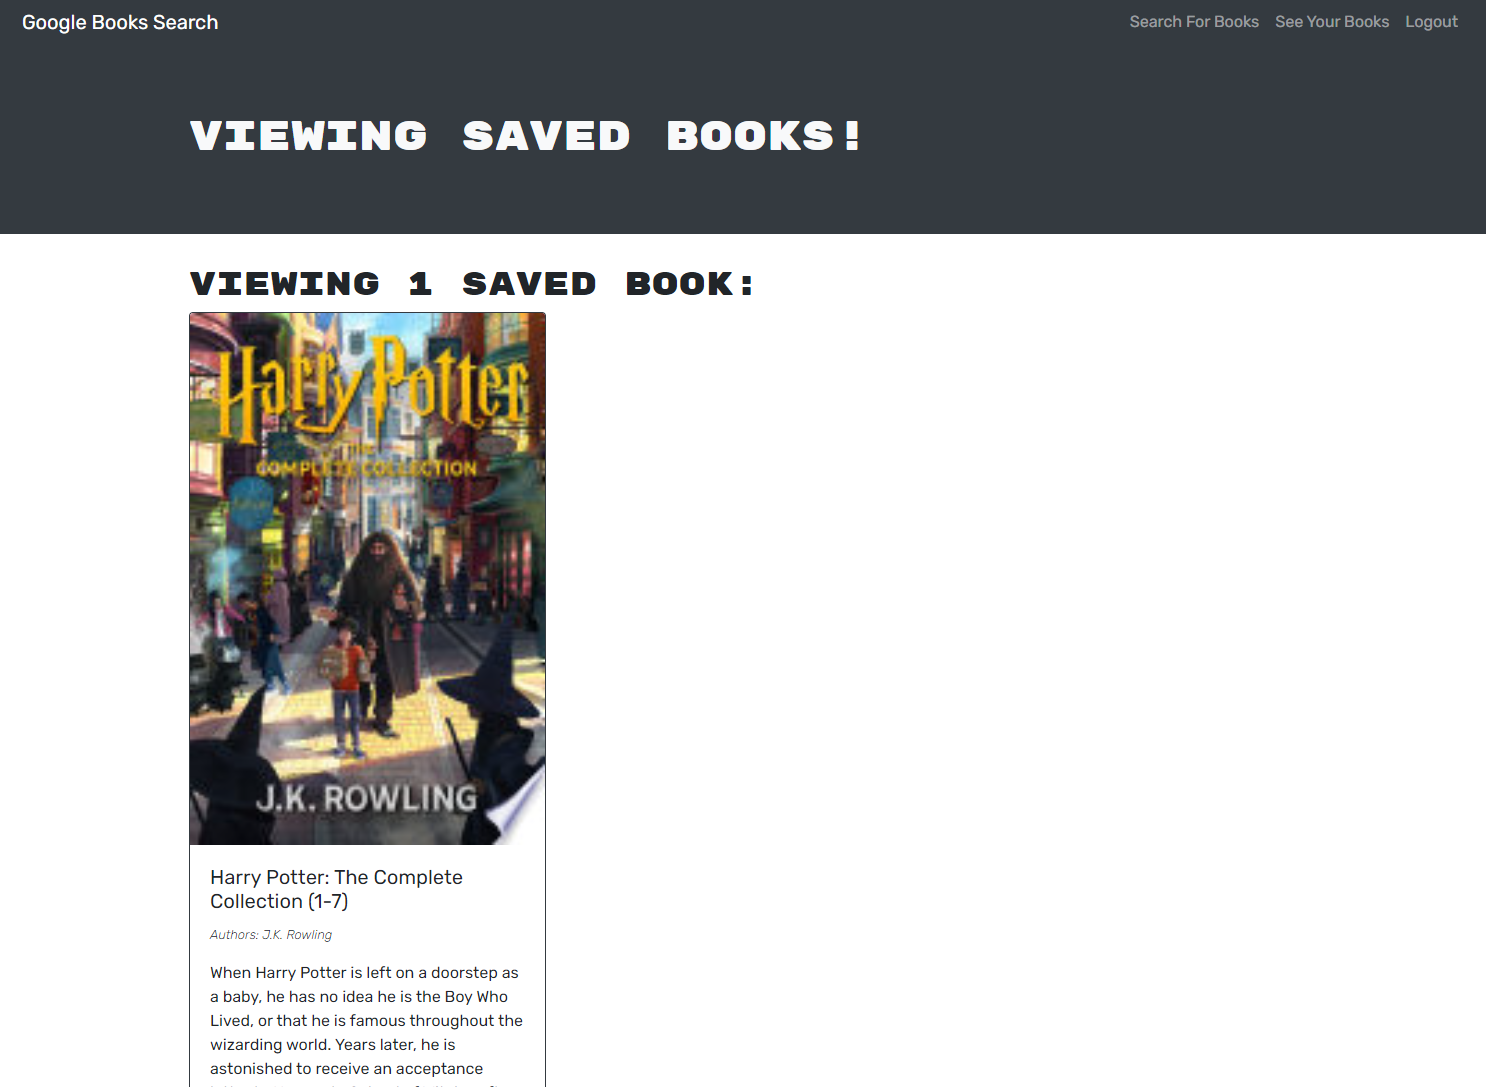 Google Books Search
Search For Books See Your Books Logout
VIEWING SAVED BOOKS!
VIEWING 1 SAVED BOOK:
Harry Potter
COMPLETE COLLECTION
J.K. ROWLING
Harry Potter: The Complete
Collection (1-7)
Authors: J.K. Rowling
When Harry Potter is left on a doorstep as
a baby, he has no idea he is the Boy Who
Lived, or that he is famous throughout the
wizarding world. Years later, he is
astonished to receive an acceptance